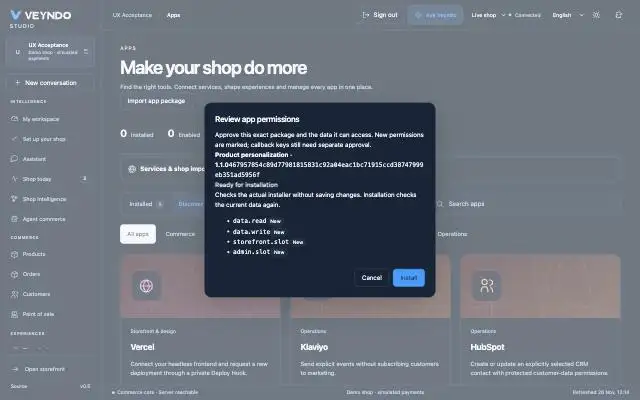 VEYNDO
STUDIO
UX Acceptance
Apps
Sign out
Ask Veyndo
Live shop
Connected
English
U
UX Acceptance
Demo shop · simulated
payments
+ New conversation
INTELLIGENCE
My workspace
Set up your shop
Assistant
Shop today
Shop Intelligence
Agent commerce
COMMERCE
Products
Orders
Customers
Point of sale
EXPERIENCES
Open storefront
Source
v0.5
APPS
Make your shop do more
Find the right tools. Connect services, shape experiences and manage every app in one place.
Import app package
0 Installed
0 Enabled
Services & shop impo
Installed
Discover
Search apps
All apps
Commerce
Operations
Review app permissions
Approve this exact package and the data it can access. New permissions
are marked; callback keys still need separate approval.
Product personalization ·
Ready for installation
Checks the actual installer without saving changes. Installation checks
the current data again.
• data.read New
• data.write New
• storefront.slot New
• admin.slot New
Cancel
Install
Storefront & design
Vercel
Connect your headless frontend and request a new
deployment through a private Deploy Hook.
Operations
Klaviyo
Send explicit events without subscribing customers
to marketing.
Operations
HubSpot
Create or update an explicitly selected CRM
contact with protected customer-data permissions.
Commerce core · Server reachable
Demo shop · simulated payments